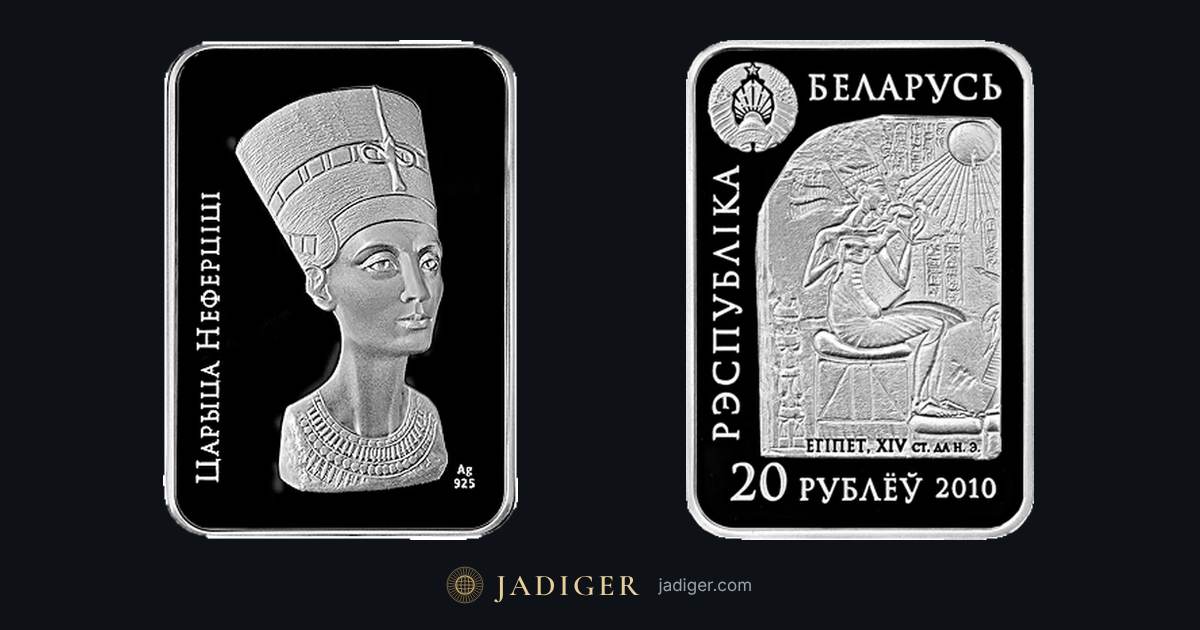 Царыца Неферціці
Ag
925
БЕЛАРУСЬ
РЭСПУБЛІКА
ЕГІПЕТ, XIV ст. да н. э.
20 РУБЛЁЎ 2010
JADIGER jadiger.com